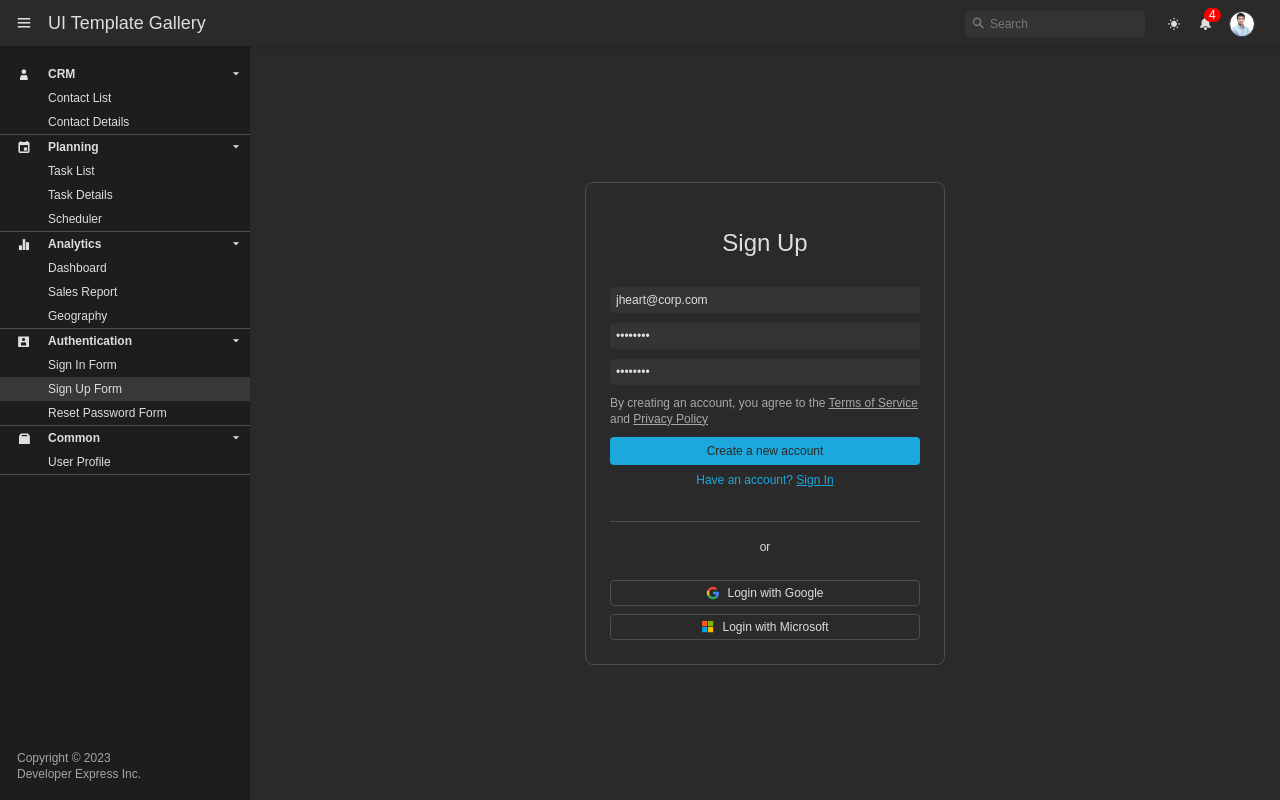 UI Template Gallery
Search
4
CRM
Contact List
Contact Details
Planning
Task List
Task Details
Scheduler
Analytics
Dashboard
Sales Report
Geography
Authentication
Sign In Form
Sign Up Form
Reset Password Form
Common
User Profile
Copyright © 2023
Developer Express Inc.
Sign Up
jheart@corp.com
••••••••
••••••••
By creating an account, you agree to the Terms of Service
and Privacy Policy
Create a new account
Have an account? Sign In
or
Login with Google
Login with Microsoft